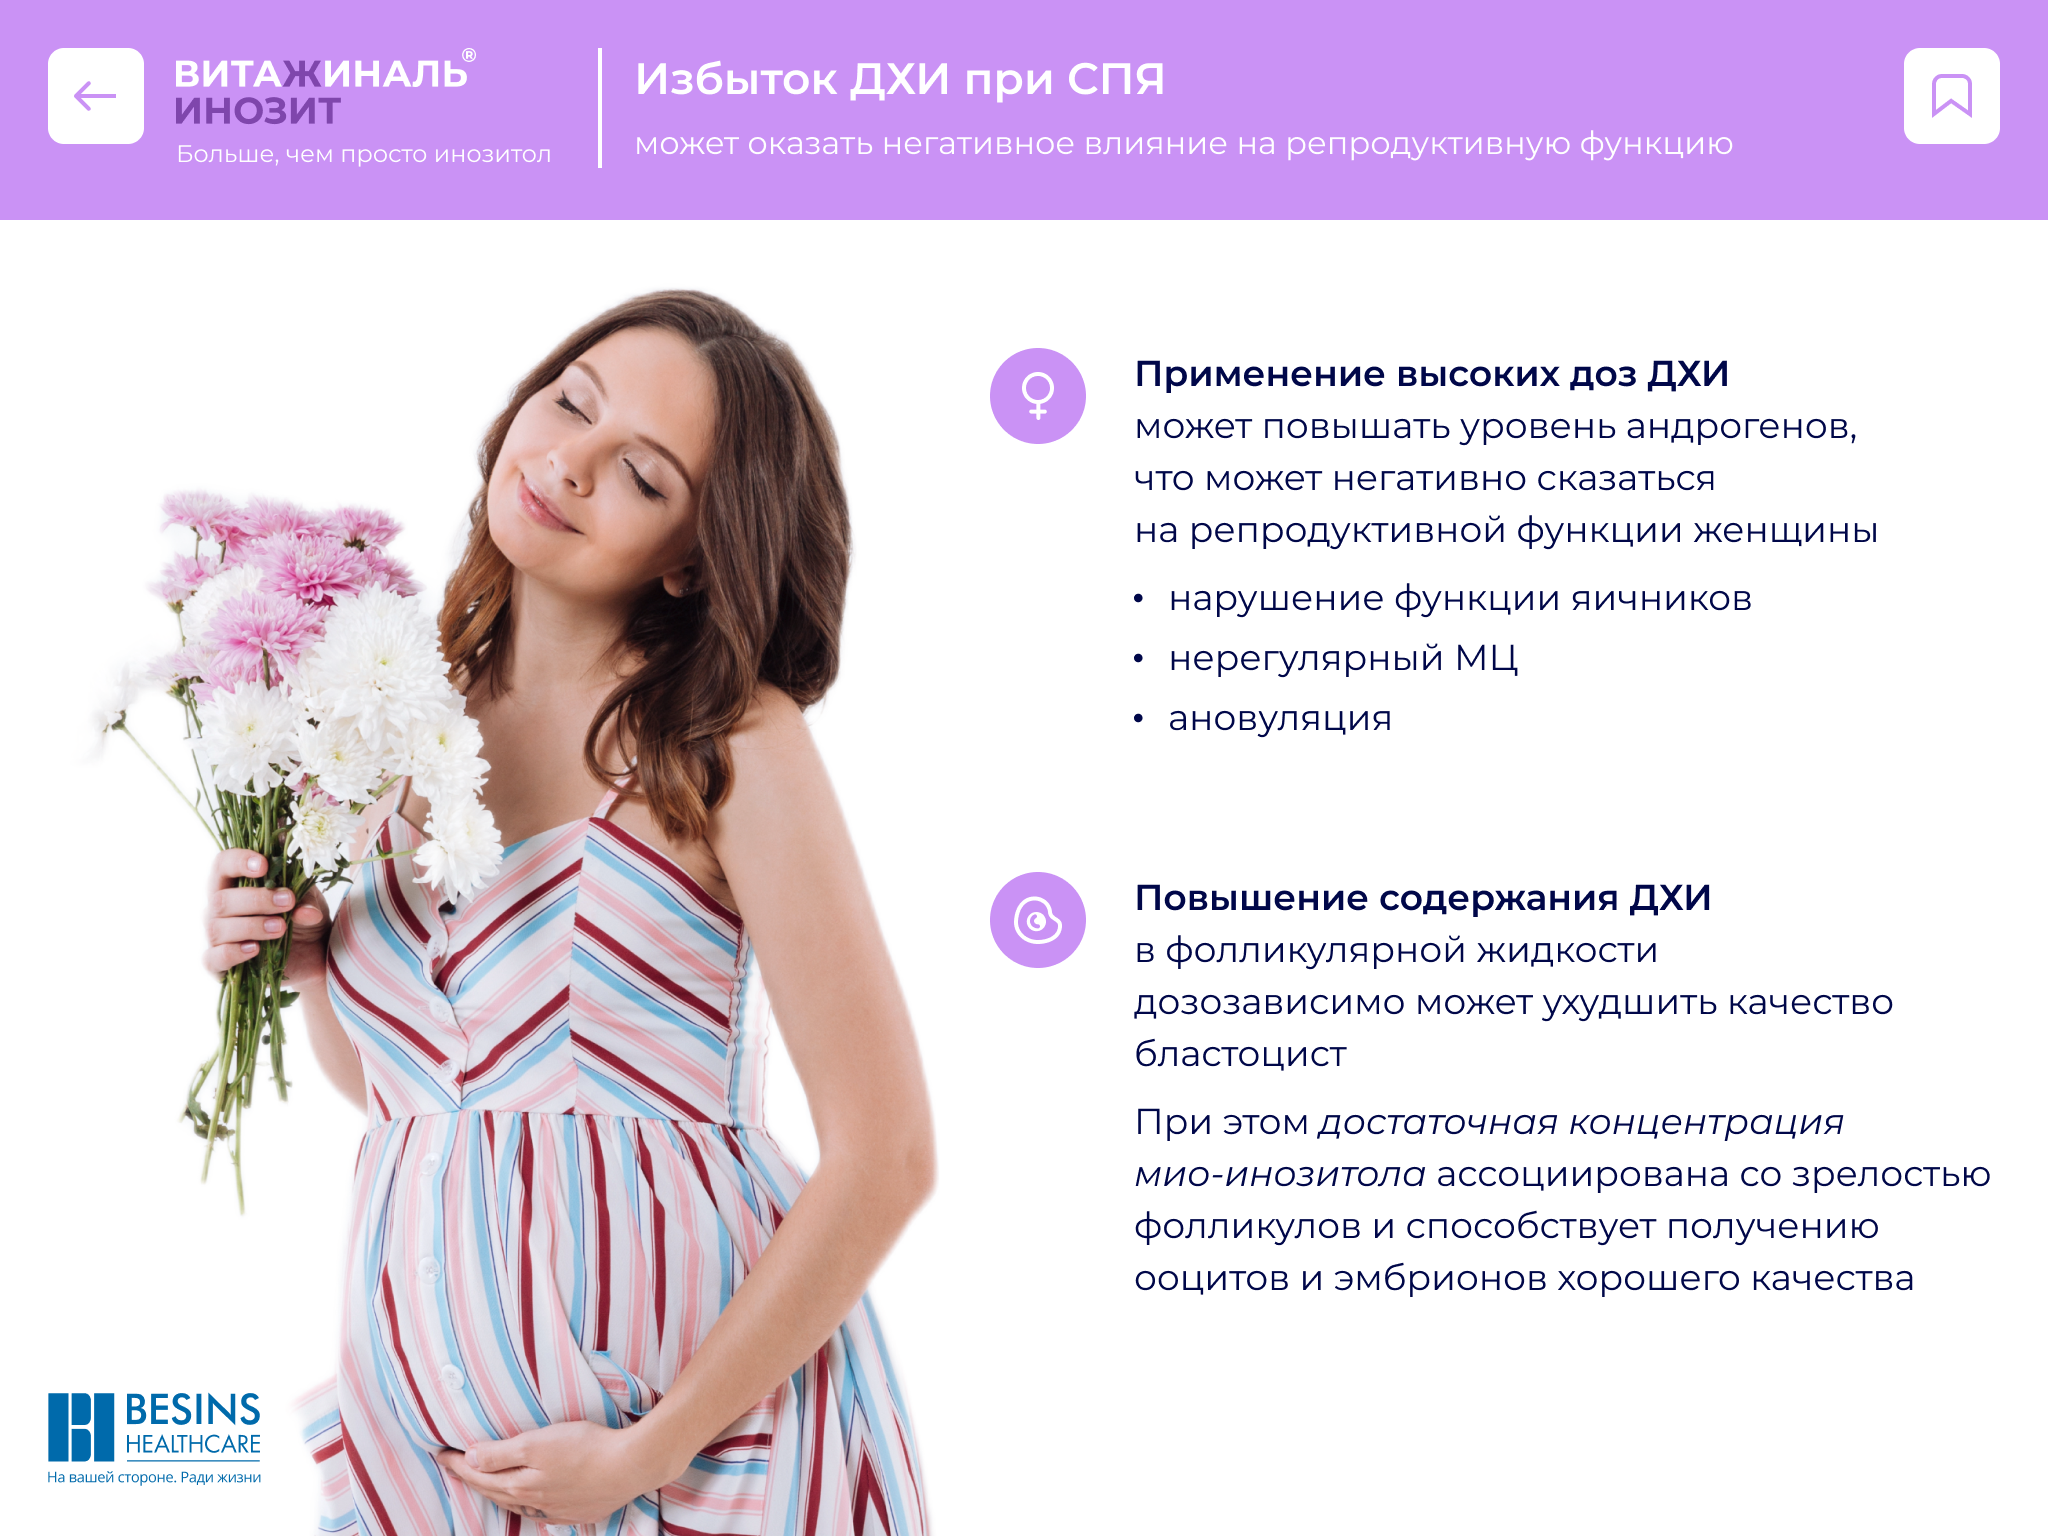 ВИТАЖИНАЛЬ®
ИНОЗИТ
Больше, чем просто инозитол
Избыток ДХИ при СПЯ
может оказать негативное влияние на репродуктивную функцию
Применение высоких доз ДХИ
может повышать уровень андрогенов,
что может негативно сказаться
на репродуктивной функции женщины
• нарушение функции яичников
• нерегулярный МЦ
• ановуляция
Повышение содержания ДХИ
в фолликулярной жидкости
дозозависимо может ухудшить качество
бластоцист
При этом достаточная концентрация
мио-инозитола ассоциирована со зрелостью
фолликулов и способствует получению
ооцитов и эмбрионов хорошего качества
BESINS
HEALTHCARE
На вашей стороне. Ради жизни